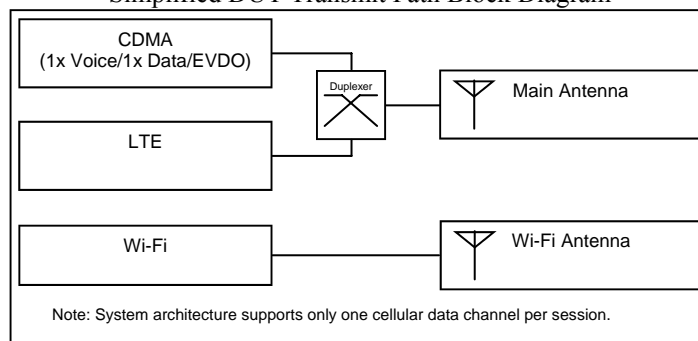 Simplified DUT Transmit Path Block Diagram
CDMA
(1x Voice/1x Data/EVDO)
Duplexer
Main Antenna
LTE
Wi-Fi
Wi-Fi Antenna
Note: System architecture supports only one cellular data channel per session.